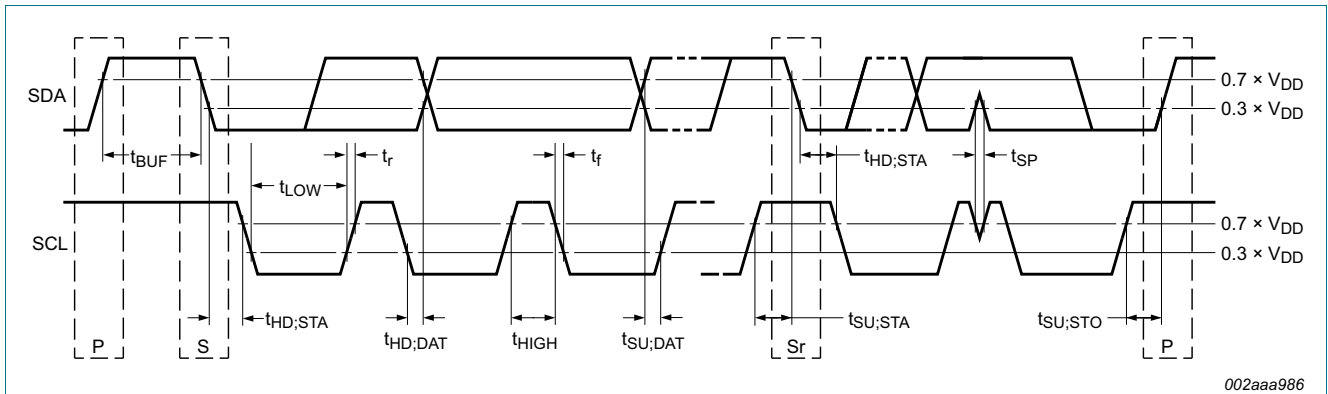 SDA
0.7 × VDD
0.3 × VDD
tBUF
tr
tf
tHD;STA
tSP
tLOW
SCL
0.7 × VDD
0.3 × VDD
tHD;STA
tHD;DAT
tHIGH
tSU;DAT
tSU;STA
tSU;STO
P
S
Sr
P
002aaa986